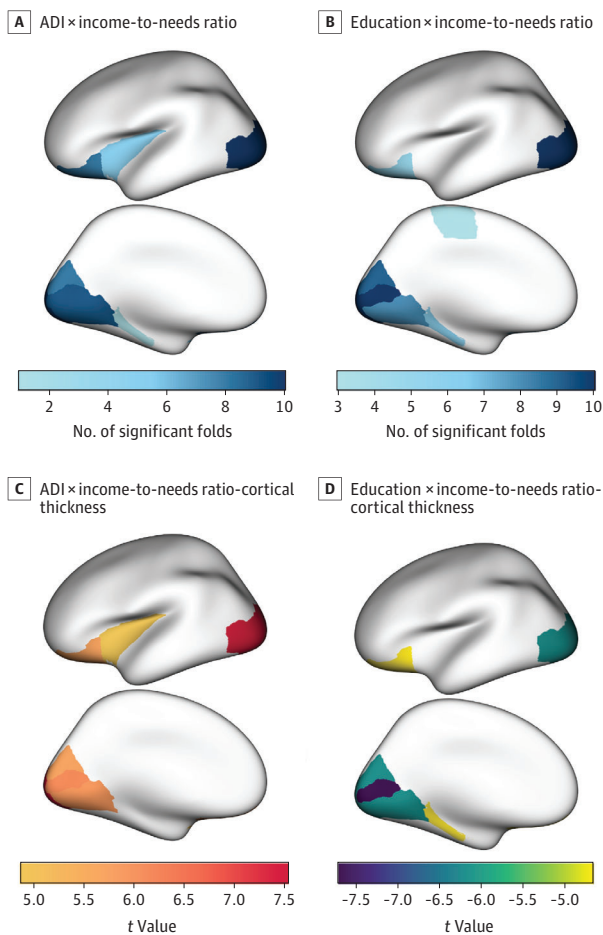 A ADI × income-to-needs ratio
B Education × income-to-needs ratio
2 4 6 8 10
No. of significant folds
3 4 5 6 7 8 9 10
No. of significant folds
C ADI × income-to-needs ratio-cortical
thickness
D Education × income-to-needs ratio-
cortical thickness
5.0 5.5 6.0 6.5 7.0 7.5
t Value
-7.5 -7.0 -6.5 -6.0 -5.5 -5.0
t Value